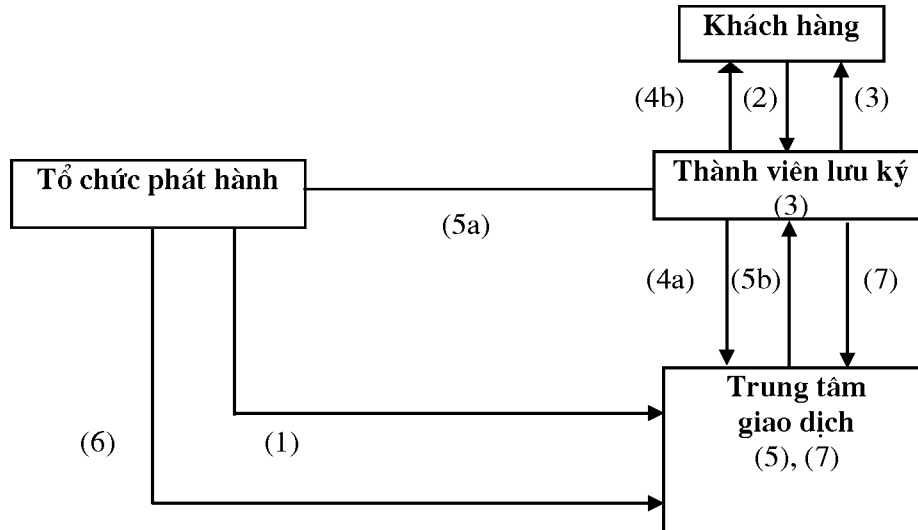 Khách hàng
(4b) (2) (3)
Tổ chức phát hành
Thành viên lưu ký
(3)
(5a)
(4a) (5b) (7)
Trung tâm
giao dịch
(5), (7)
(6) (1)